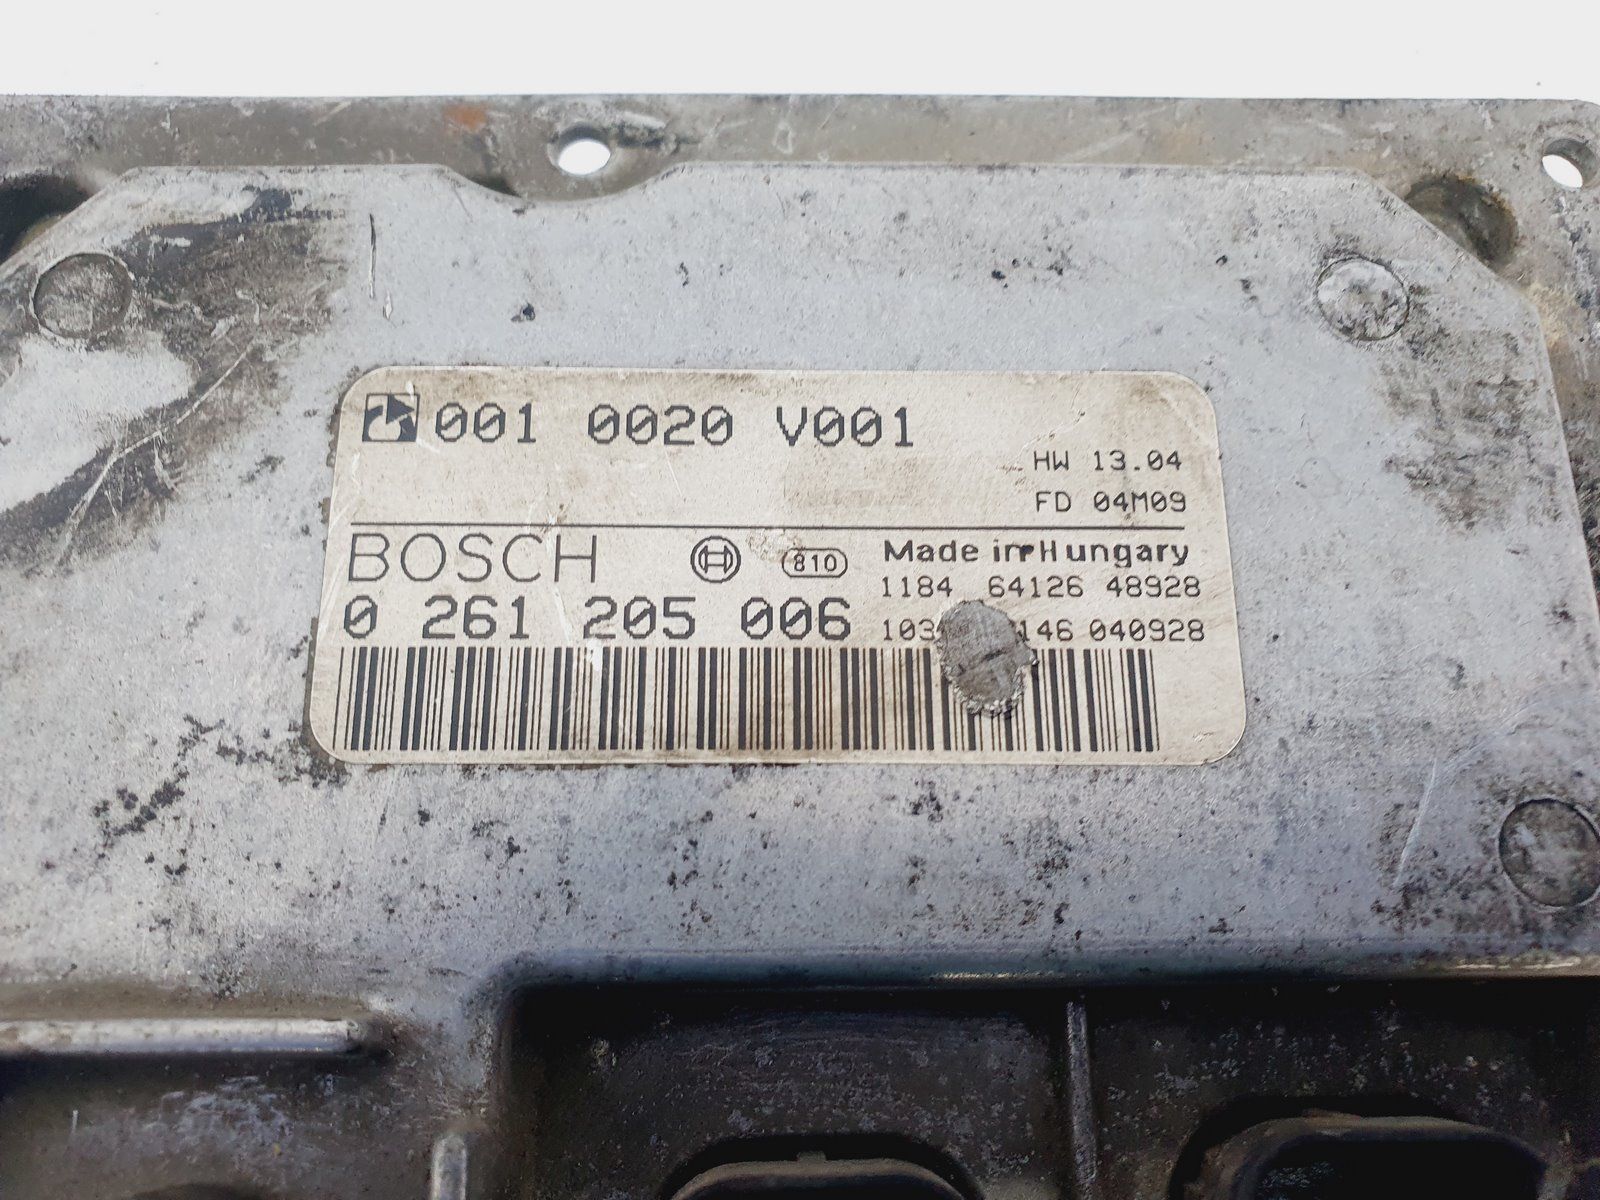 001 0020 V001
HW 13.04
FD 04M09
BOSCH
810
Made in Hungary
0 261 205 006
1184 64126 48928
040928